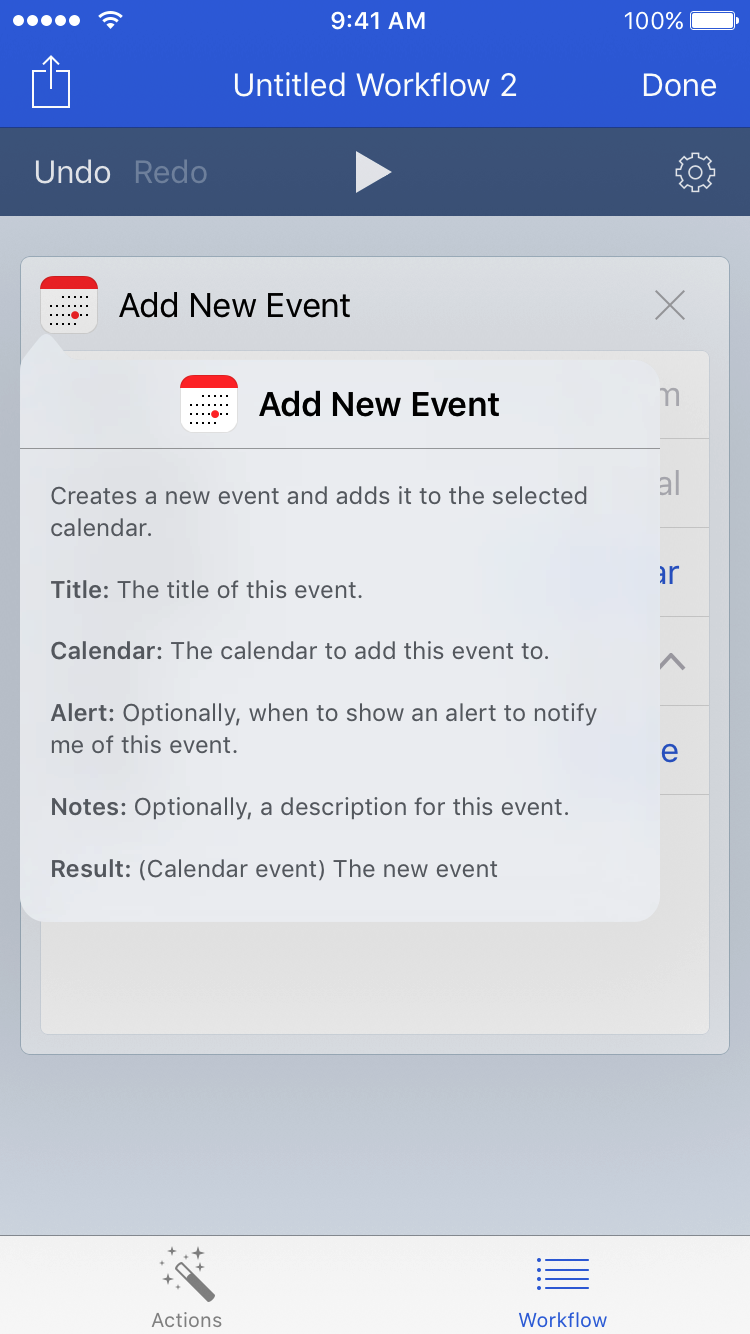 9:41 AM
100%
Untitled Workflow 2
Done
Undo
Redo
Add New Event
Add New Event
Creates a new event and adds it to the selected
calendar.
Title: The title of this event.
Calendar: The calendar to add this event to.
Alert: Optionally, when to show an alert to notify
me of this event.
Notes: Optionally, a description for this event.
Result: (Calendar event) The new event
Actions
Workflow